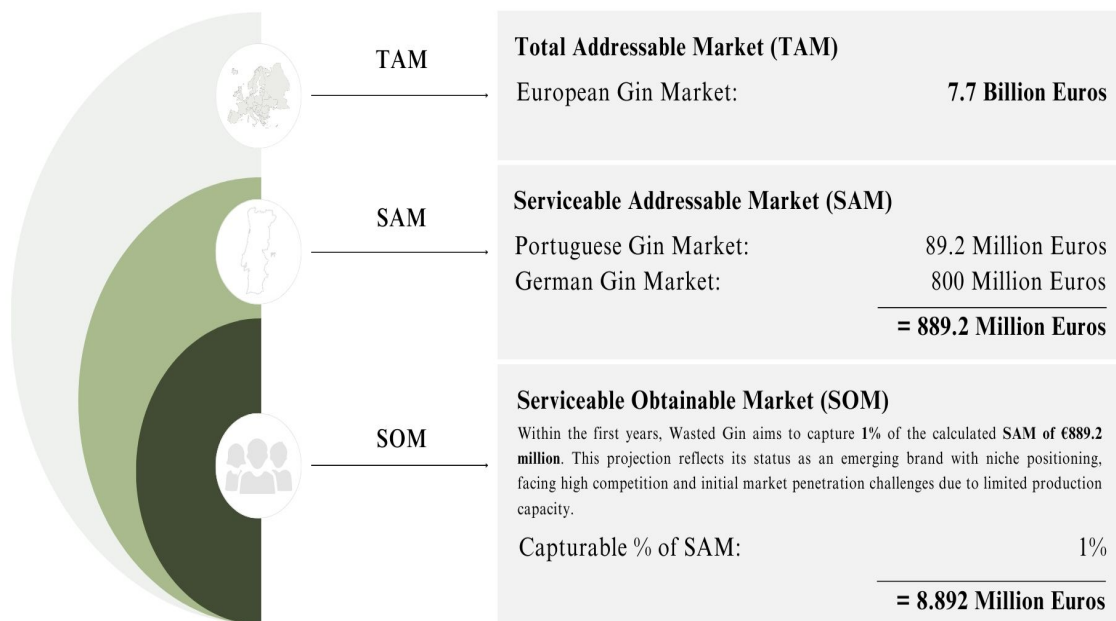 TAM
Total Addressable Market (TAM)
European Gin Market: 7.7 Billion Euros
SAM
Serviceable Addressable Market (SAM)
Portuguese Gin Market: 89.2 Million Euros
German Gin Market: 800 Million Euros
= 889.2 Million Euros
SOM
Serviceable Obtainable Market (SOM)
Within the first years, Wasted Gin aims to capture 1% of the calculated SAM of €889.2
million. This projection reflects its status as an emerging brand with niche positioning,
facing high competition and initial market penetration challenges due to limited production
capacity.
Capturable % of SAM: 1%
= 8.892 Million Euros